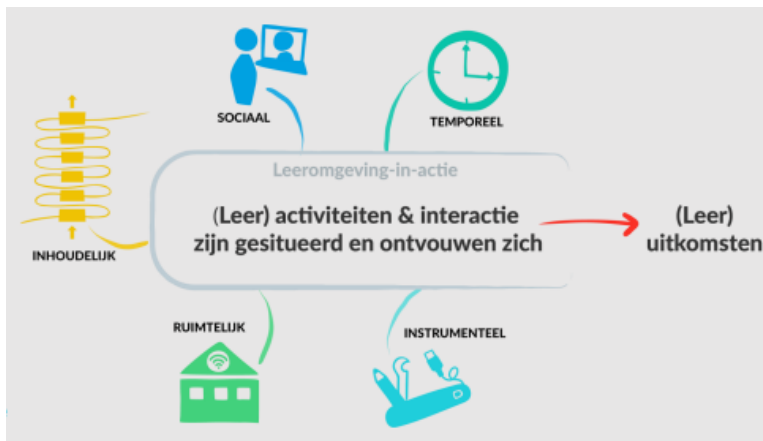 SOCIAAL
TEMPOREEL
INHOUDELIJK
Leeromgeving-in-actie
(Leer) activiteiten & interactie
zijn gesitueerd en ontvouwen zich
(Leer)
uitkomsten
RUIMTELIJK
INSTRUMENTEEL